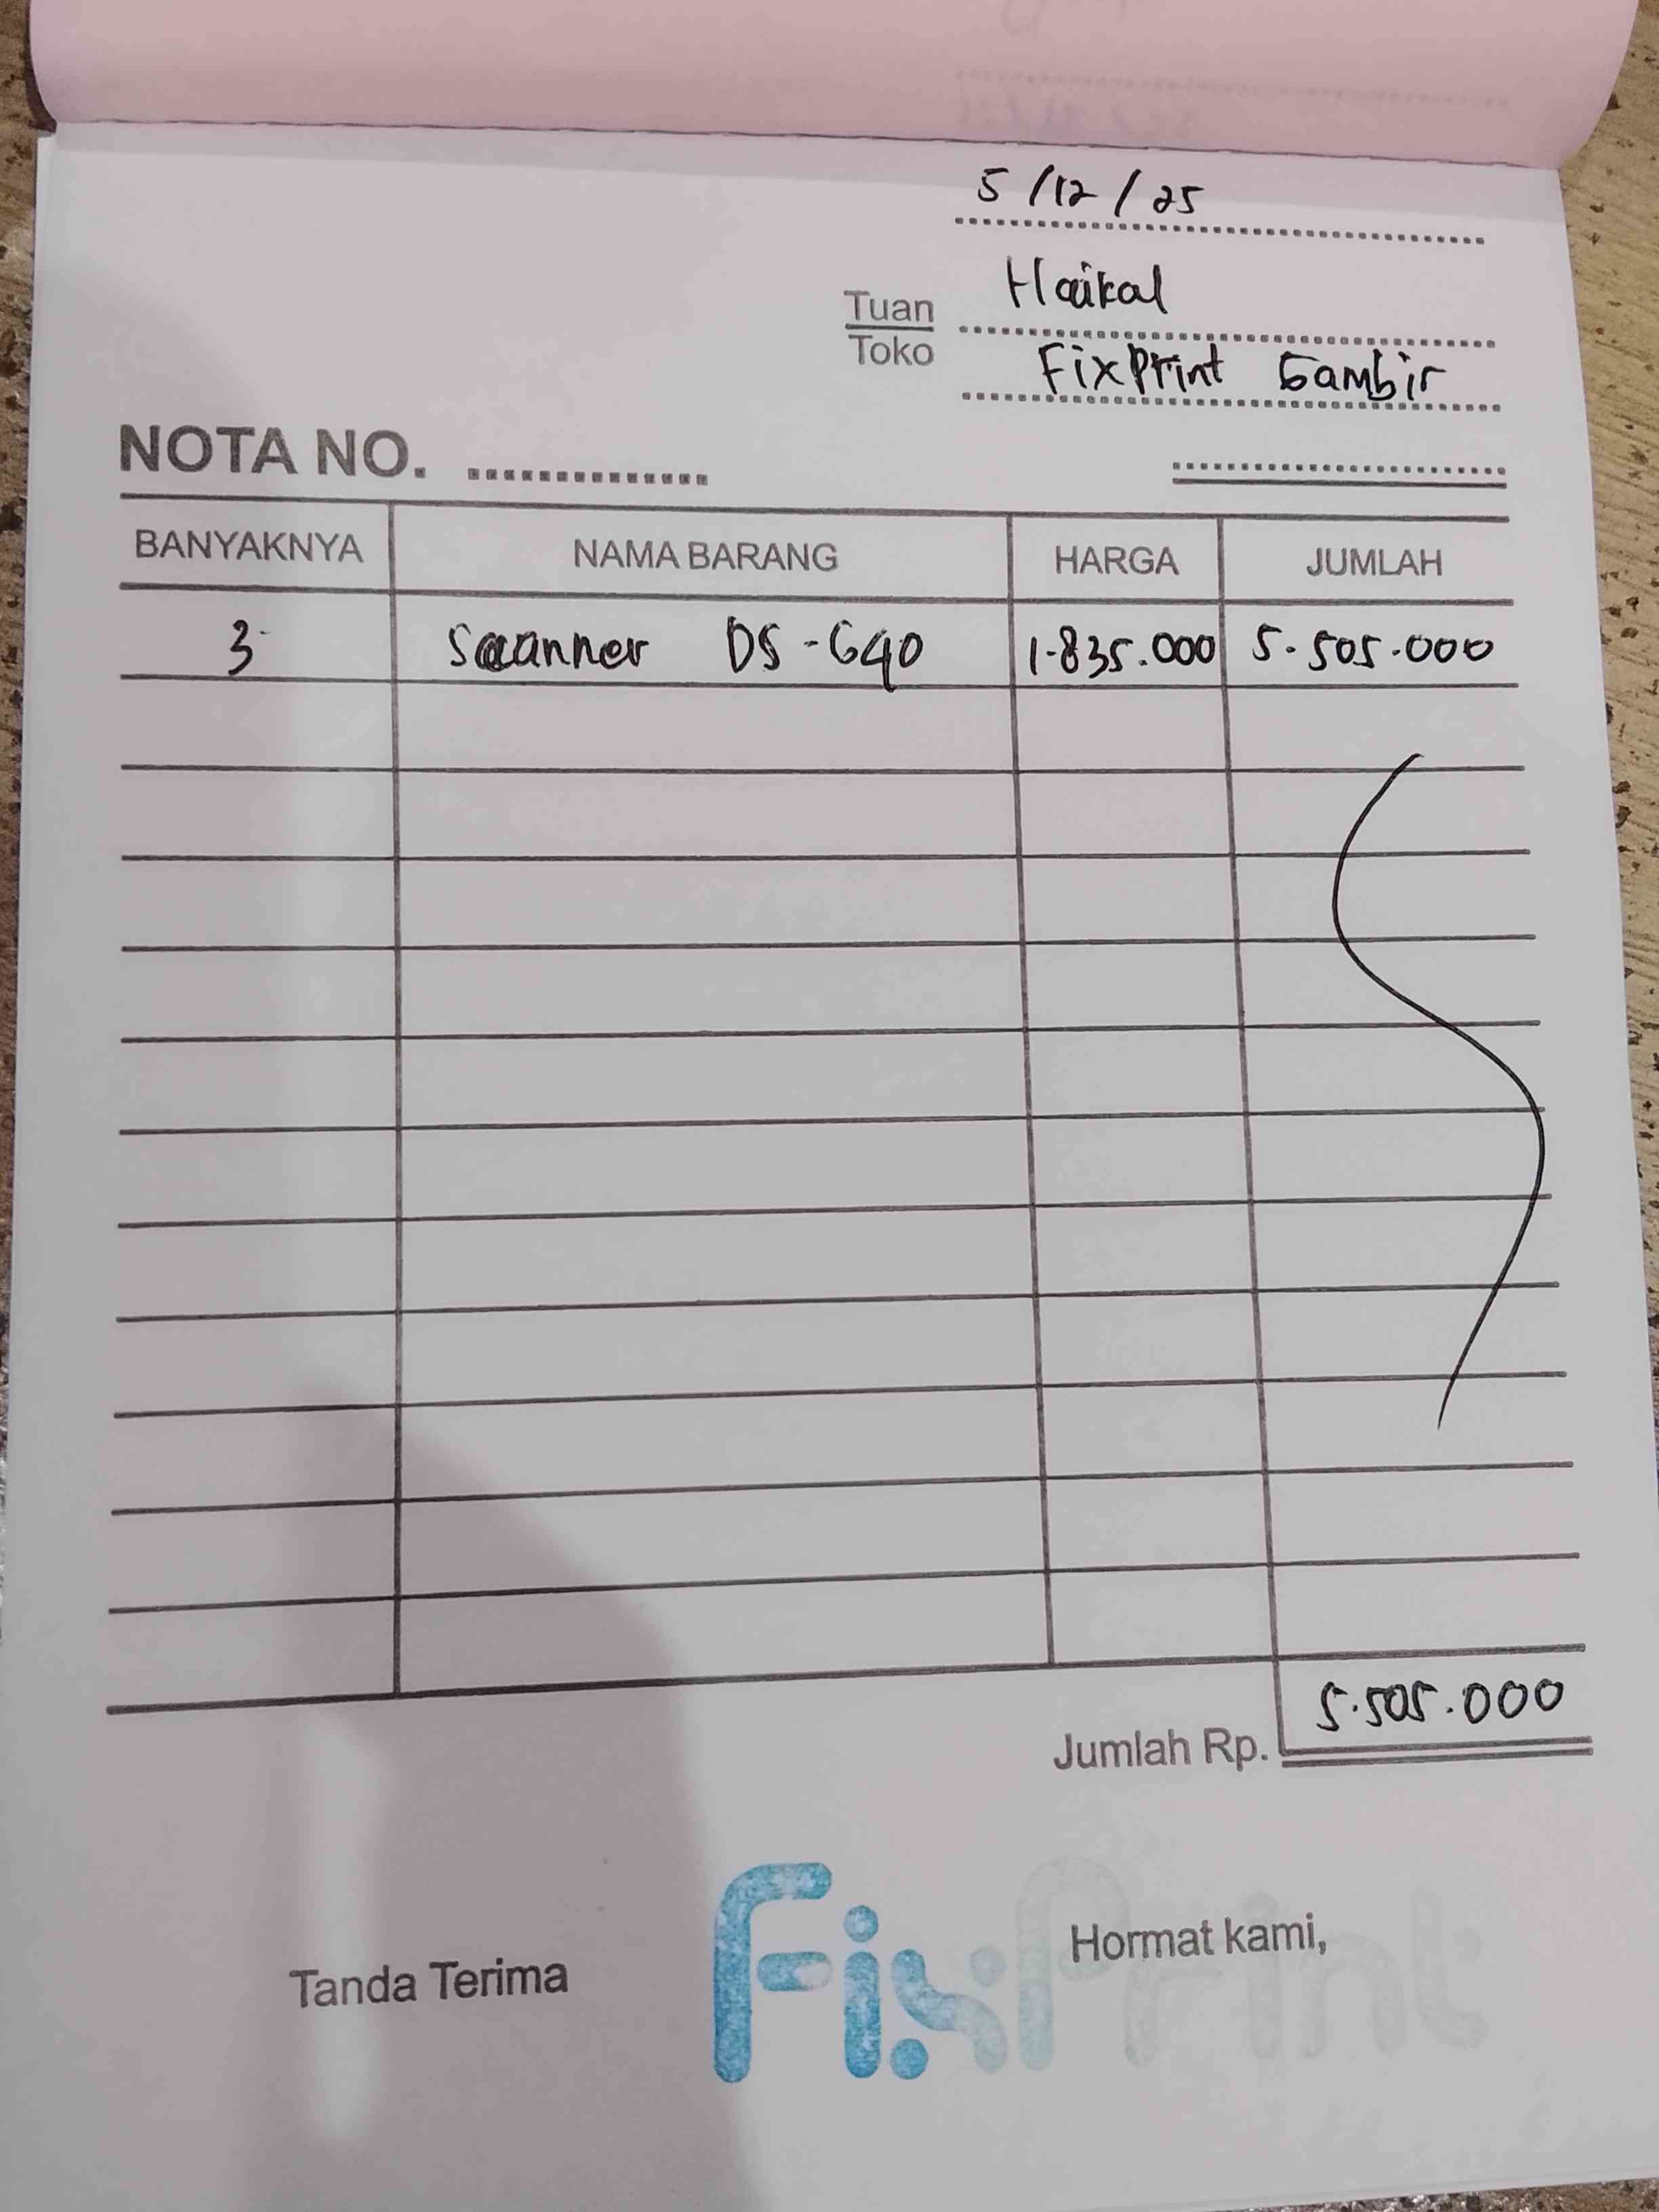 5/12/25
Tuan Haikal
Toko FixPrint Gambir
NOTA NO.
BANYAKNYA NAMA BARANG HARGA JUMLAH
3 Scanner DS-640 1.835.000 5.505.000
Jumlah Rp. 5.505.000
Tanda Terima Hormat kami,
FixPrint